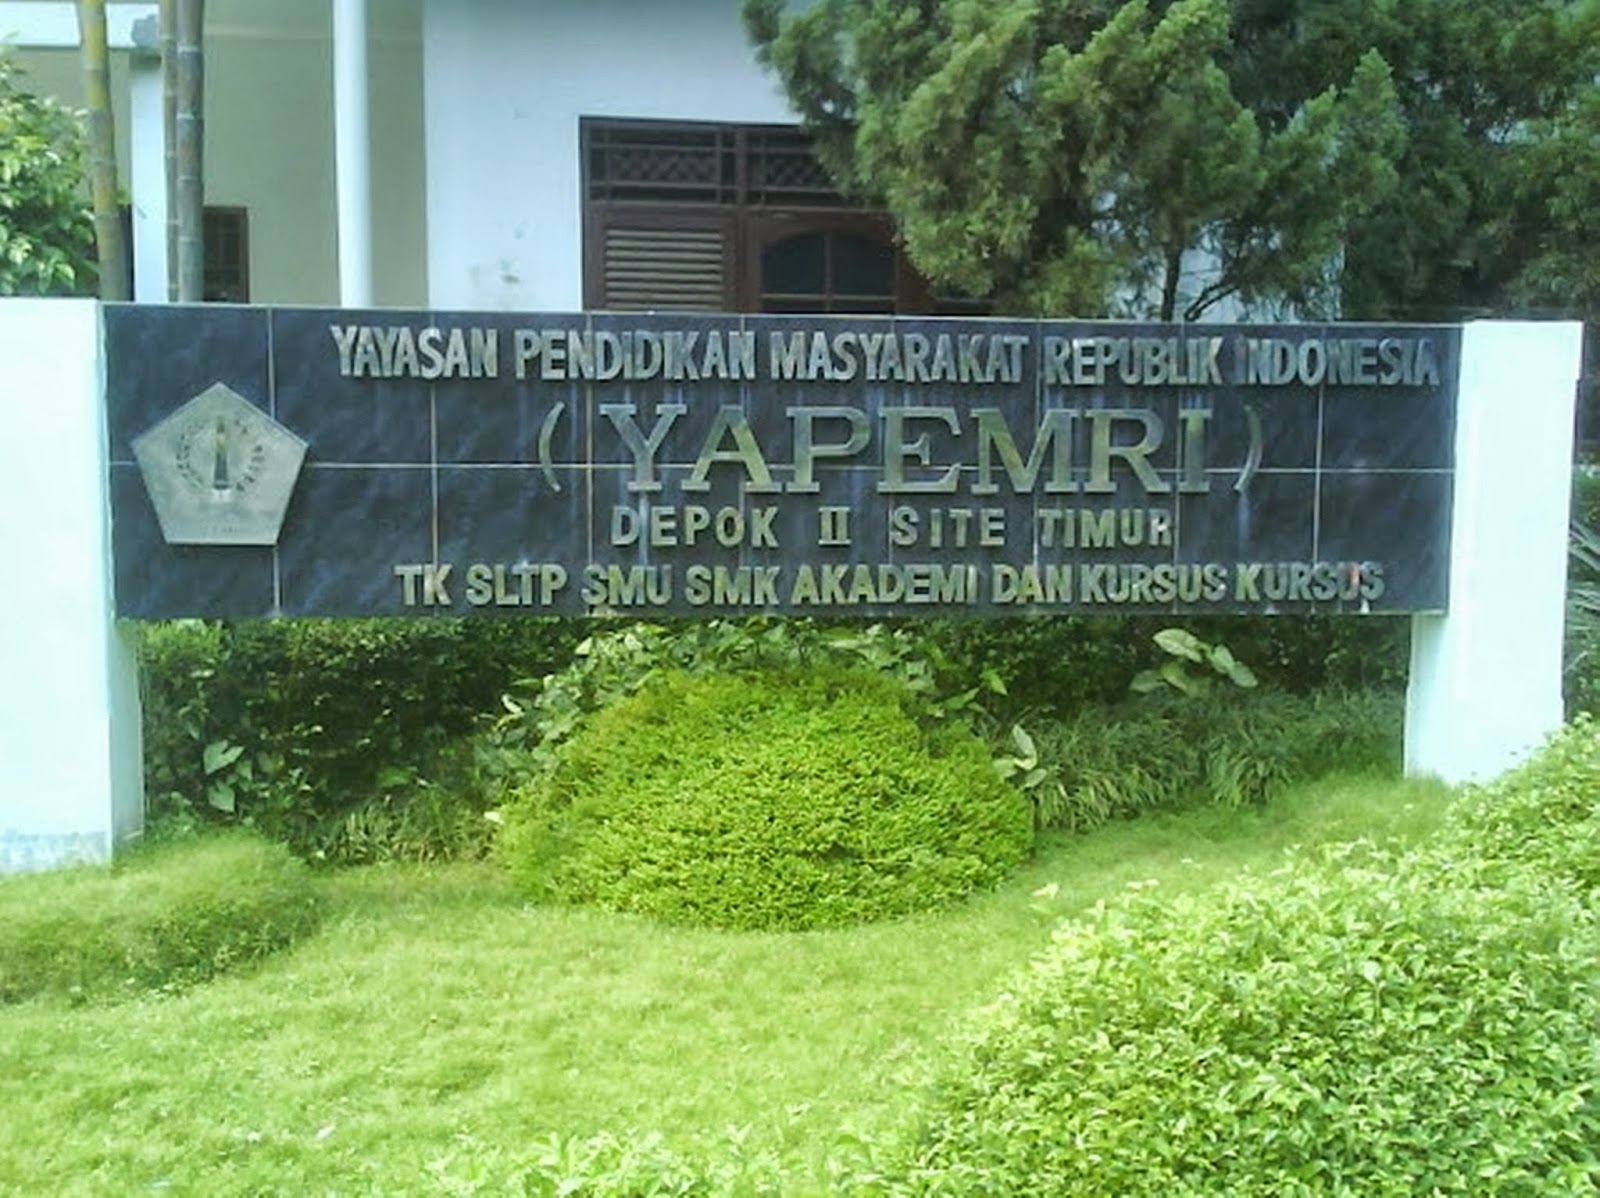 YAYASAN PENDIDIKAN MASYARAKAT REPUBLIK INDONESIA
(YAPEMRI)
DEPOK II SITE TIMUR
TK SLTP SMU SMK AKADEMI DAN KURSUS KURSUS